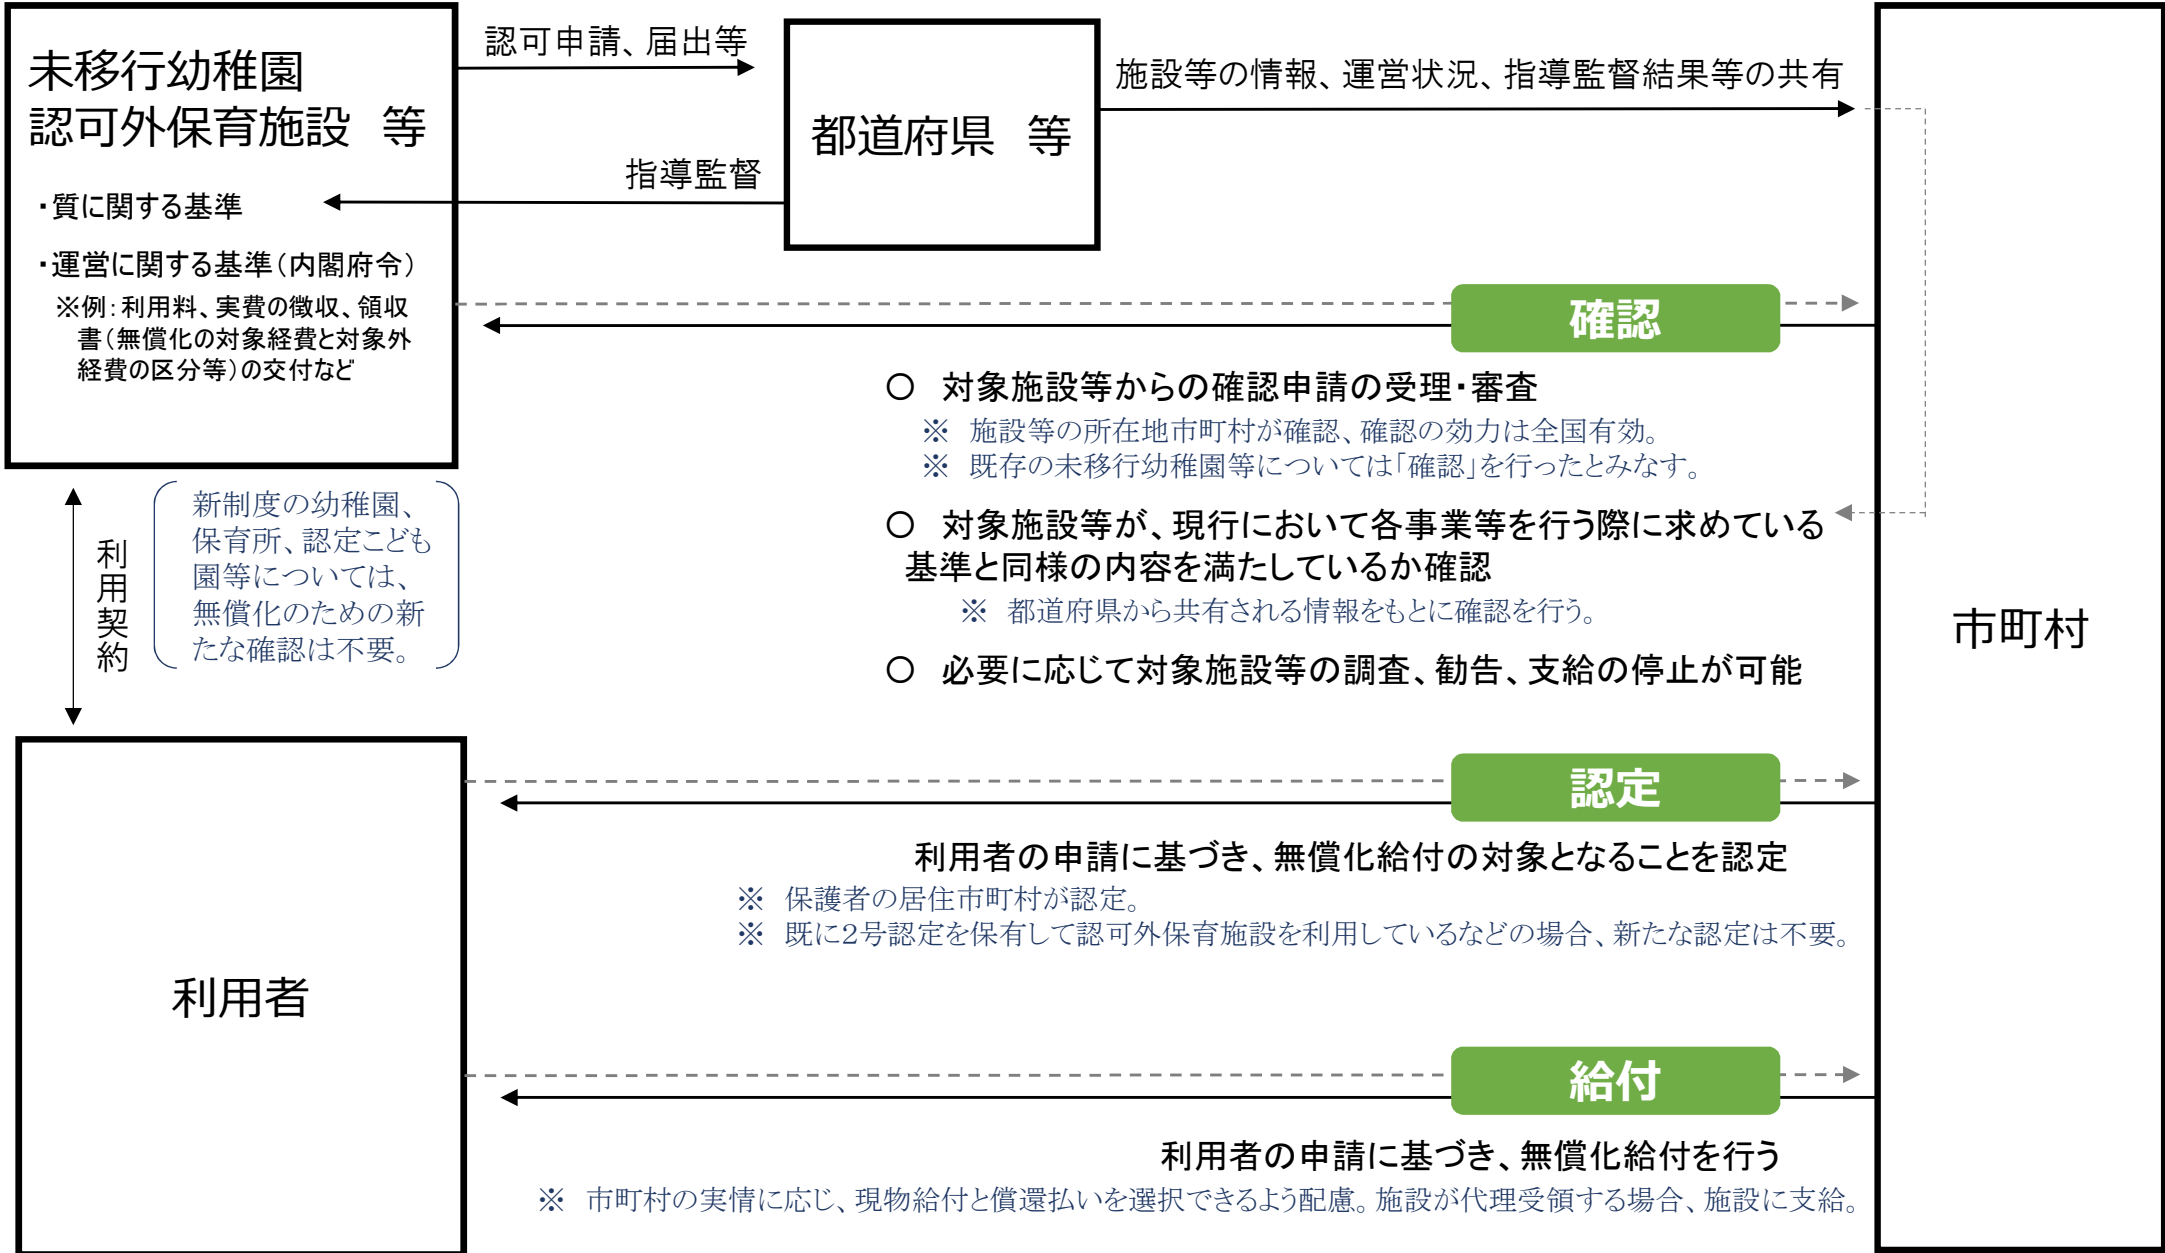 未移行幼稚園
認可外保育施設　等
・質に関する基準
・運営に関する基準（内閣府令）
※例：利用料、実費の徴収、領収
書（無償化の対象経費と対象外
経費の区分等）の交付など
認可申請、届出等
指導監督
都道府県　等
施設等の情報、運営状況、指導監督結果等の共有
市町村
確認
○　対象施設等からの確認申請の受理・審査
※　施設等の所在地市町村が確認、確認の効力は全国有効。
※　既存の未移行幼稚園等については「確認」を行ったとみなす。
○　対象施設等が、現行において各事業等を行う際に求めている
基準と同様の内容を満たしているか確認
※　都道府県から共有される情報をもとに確認を行う。
○　必要に応じて対象施設等の調査、勧告、支給の停止が可能
利用契約
新制度の幼稚園、
保育所、認定こども
園等については、
無償化のための新
たな確認は不要。
利用者
認定
利用者の申請に基づき、無償化給付の対象となることを認定
※　保護者の居住市町村が認定。
※　既に２号認定を保有して認可外保育施設を利用しているなどの場合、新たな認定は不要。
給付
利用者の申請に基づき、無償化給付を行う
※　市町村の実情に応じ、現物給付と償還払いを選択できるよう配慮。施設が代理受領する場合、施設に支給。